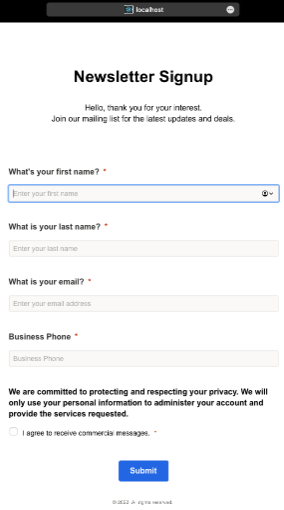 localhost
Newsletter Signup
Hello, thank you for your interest.
Join our mailing list for the latest updates and deals.
What's your first name? *
Enter your first name
What is your last name? *
Enter your last name
What is your email? *
Enter your email address
Business Phone *
Business Phone
We are committed to protecting and respecting your privacy. We will
only use your personal information to administer your account and
provide the services requested.
I agree to receive commercial messages. *
Submit
© 2022 All rights reserved.